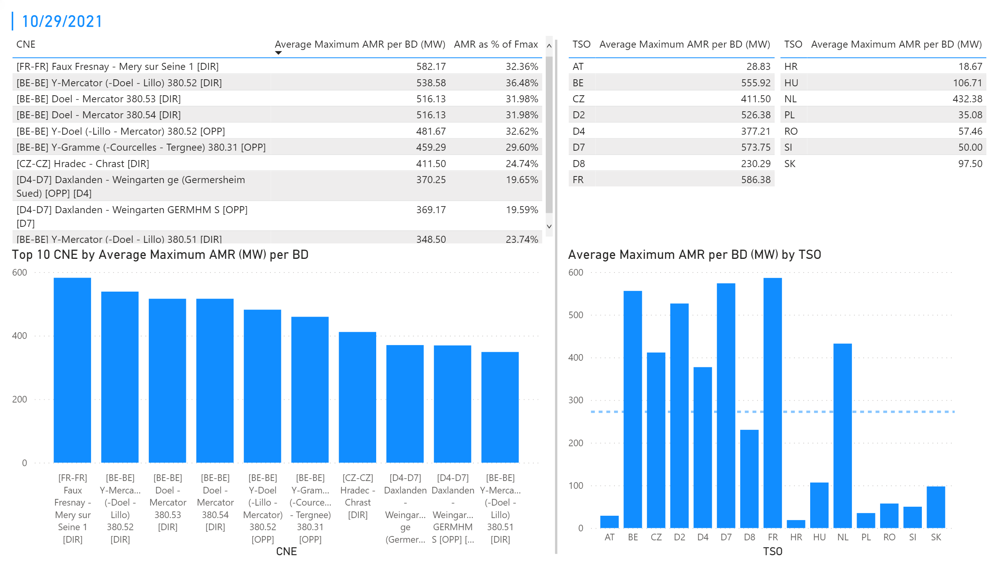 10/29/2021
CNE Average Maximum AMR per BD (MW) AMR as % of Fmax
[FR-FR] Faux Fresnay - Mery sur Seine 1 [DIR] 582.17 32.36%
[BE-BE] Y-Mercator (-Doel - Lillo) 380.52 [DIR] 538.58 36.48%
[BE-BE] Doel - Mercator 380.53 [DIR] 516.13 31.98%
[BE-BE] Doel - Mercator 380.54 [DIR] 516.13 31.98%
[BE-BE] Y-Doel (-Lillo - Mercator) 380.52 [OPP] 481.67 32.62%
[BE-BE] Y-Gramme (-Courcelles - Tergnee) 380.31 [OPP] 459.29 29.60%
[CZ-CZ] Hradec - Chrast [DIR] 411.50 24.74%
[D4-D7] Daxlanden - Weingarten ge (Germersheim 370.25 19.65%
Sued) [OPP] [D4]
[D4-D7] Daxlanden - Weingarten GERMHM S [OPP] 369.17 19.59%
[D7]
[BE-BE] Y-Mercator (-Doel - Lillo) 380.51 [DIR] 348.50 23.74%
TSO Average Maximum AMR per BD (MW)
AT 28.83
BE 555.92
CZ 411.50
D2 526.38
D4 377.21
D7 573.75
D8 230.29
FR 586.38
TSO Average Maximum AMR per BD (MW)
HR 18.67
HU 106.71
NL 432.38
PL 35.08
RO 57.46
SI 50.00
SK 97.50
Top 10 CNE by Average Maximum AMR (MW) per BD
600
400
200
0
[FR-FR]
Faux
Fresnay -
Mery sur
Seine 1
[DIR]
[BE-BE]
Y-Merca...
(-Doel -
Lillo)
380.52
[DIR]
[BE-BE]
Doel -
Mercator
380.53
[DIR]
[BE-BE]
Doel -
Mercator
380.54
[DIR]
[BE-BE]
Y-Doel
(-Lillo -
Mercator)
380.52
[OPP]
[BE-BE]
Y-Gram...
(-Cource...
- Tergnee)
380.31
[OPP]
[CZ-CZ]
Hradec -
Chrast
[DIR]
[D4-D7]
Daxlanden
-
Weingar...
ge
(Germer...
[D4-D7]
Daxlanden
-
Weingar...
GERMHM
S [OPP] [...
[BE-BE]
Y-Merca...
(-Doel -
Lillo)
380.51
[DIR]
CNE
Average Maximum AMR per BD (MW) by TSO
600
500
400
300
200
100
0
AT BE CZ D2 D4 D7 D8 FR HR HU NL PL RO SI SK
TSO